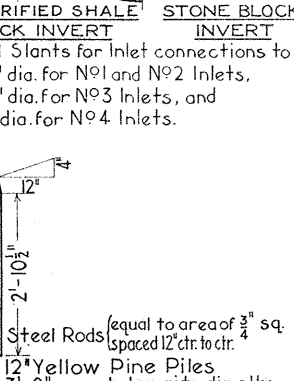 RIFIED SHALE STONE BLOCK
CK INVERT INVERT
Slants for Inlet connections to
" dia. for Nº1 and Nº2 Inlets,
" dia. for Nº3 Inlets, and
dia. for Nº4 Inlets.
4"
12"
2'-10½"
Steel Rods {equal to area of ¾" sq.
spaced 12" ctr. to ctr.
12" Yellow Pine Piles